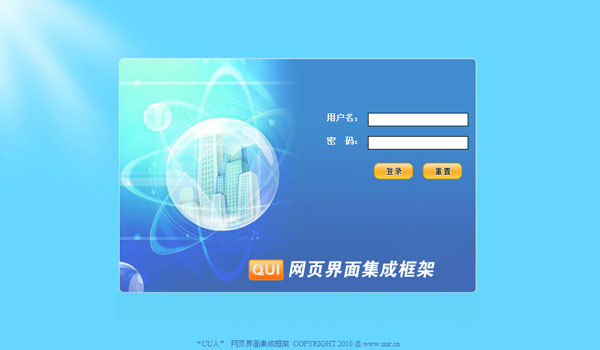 用户名：
密 码：
登录 重置
QUI 网页界面集成框架
“UU人” 网页界面集成框架 COPYRIGHT 2010 @ www.uur.cn